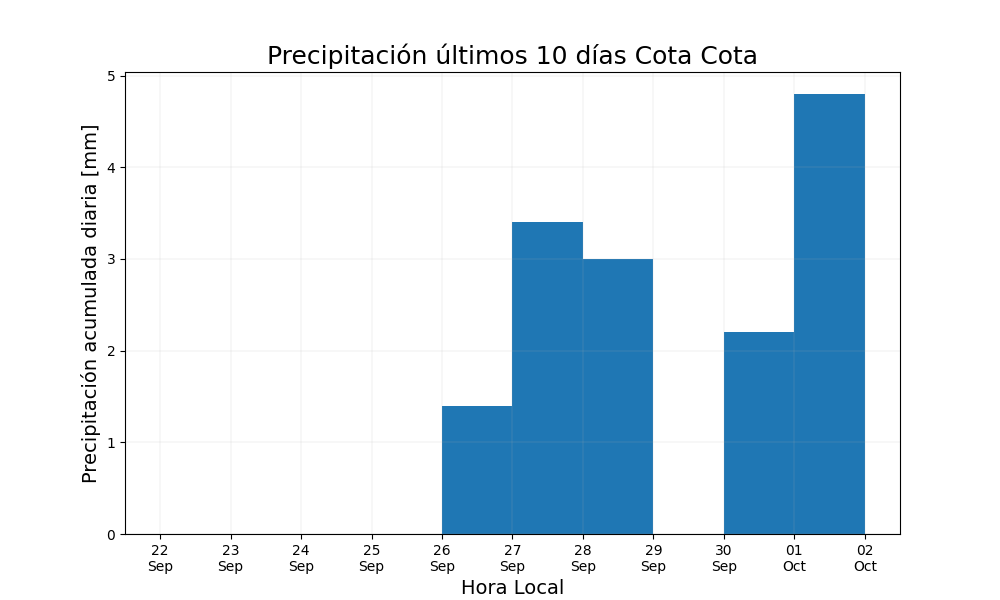 Precipitación últimos 10 días Cota Cota
Precipitación acumulada diaria [mm]
5
4
3
2
1
0
22 23 24 25 26 27 28 29 30 01 02
Sep Sep Sep Sep Sep Sep Sep Sep Sep Oct Oct
Hora Local